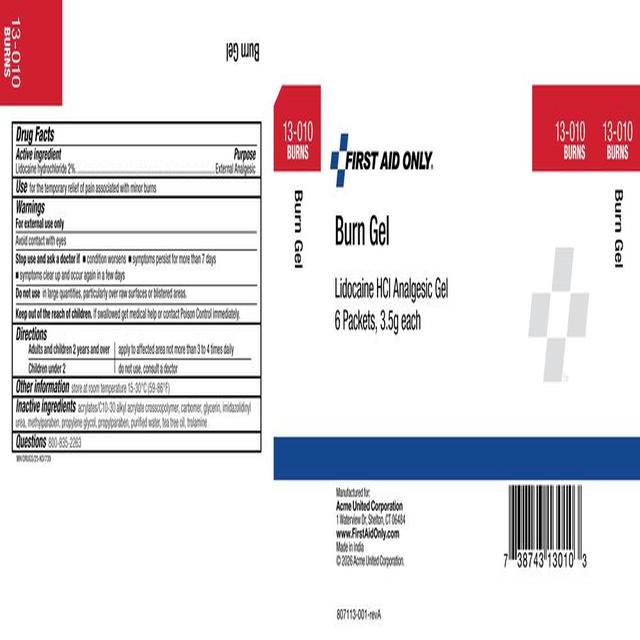 13-010
BURNS
Burn Gel
Drug Facts
Active ingredient Purpose
Lidocaine hydrochloride 2% External Analgesic
Use for the temporary relief of pain associated with minor burns
Warnings
For external use only
Avoid contact with eyes
Stop use and ask a doctor if ■ condition worsens ■ symptoms persist for more than 7 days
■ symptoms clear up and occur again in a few days
Do not use in large quantities, particularly over raw surfaces or blistered areas.
Keep out of the reach of children. If swallowed get medical help or contact Poison Control immediately.
Directions
Adults and children 2 years and over apply to affected area not more than 3 to 4 times daily
Children under 2 do not use, consult a doctor
Other information store at room temperature 15-30°C (59-86°F)
Inactive ingredients acrylates/C10-30 alkyl acrylate crosscopolymer, carbomer, glycerin, imidazolidinyl
urea, methylparaben, propylene glycol, propylparaben, purified water, tea tree oil, trolamine
Questions 800-835-2263
13-010
BURNS
Burn Gel
FIRST AID ONLY
Burn Gel
Lidocaine HCl Analgesic Gel
6 Packets, 3.5g each
13-010
BURNS
13-010
BURNS
Burn Gel
Manufactured for:
Acme United Corporation
1 Waterview Dr, Shelton, CT 06484
www.FirstAidOnly.com
Made in India
© 2026 Acme United Corporation.
7 38743 13010 3
807113-001-revA